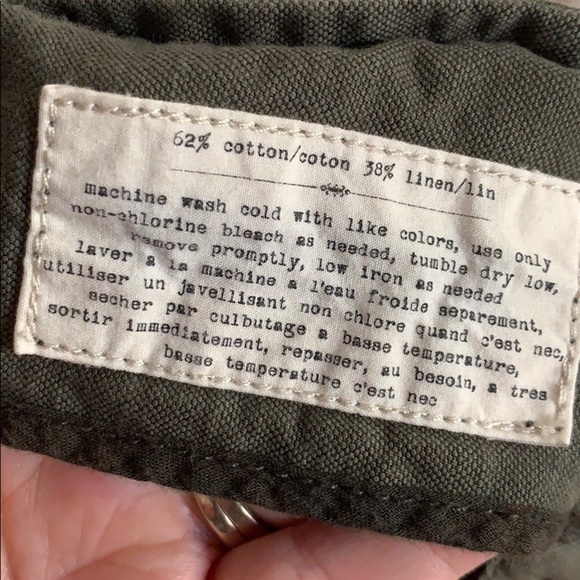 62% cotton/coton 38% linen/lin
machine wash cold with like colors, use only
non-chlorine bleach as needed, tumble dry low,
remove promptly, low iron as needed
laver a la machine a l'eau froide separement,
utiliser un javellisant non chlore quand c'est nec,
secher par culbutage a basse temperature,
sortir immediatement, repasser, au besoin, a tres
basse temperature c'est nec